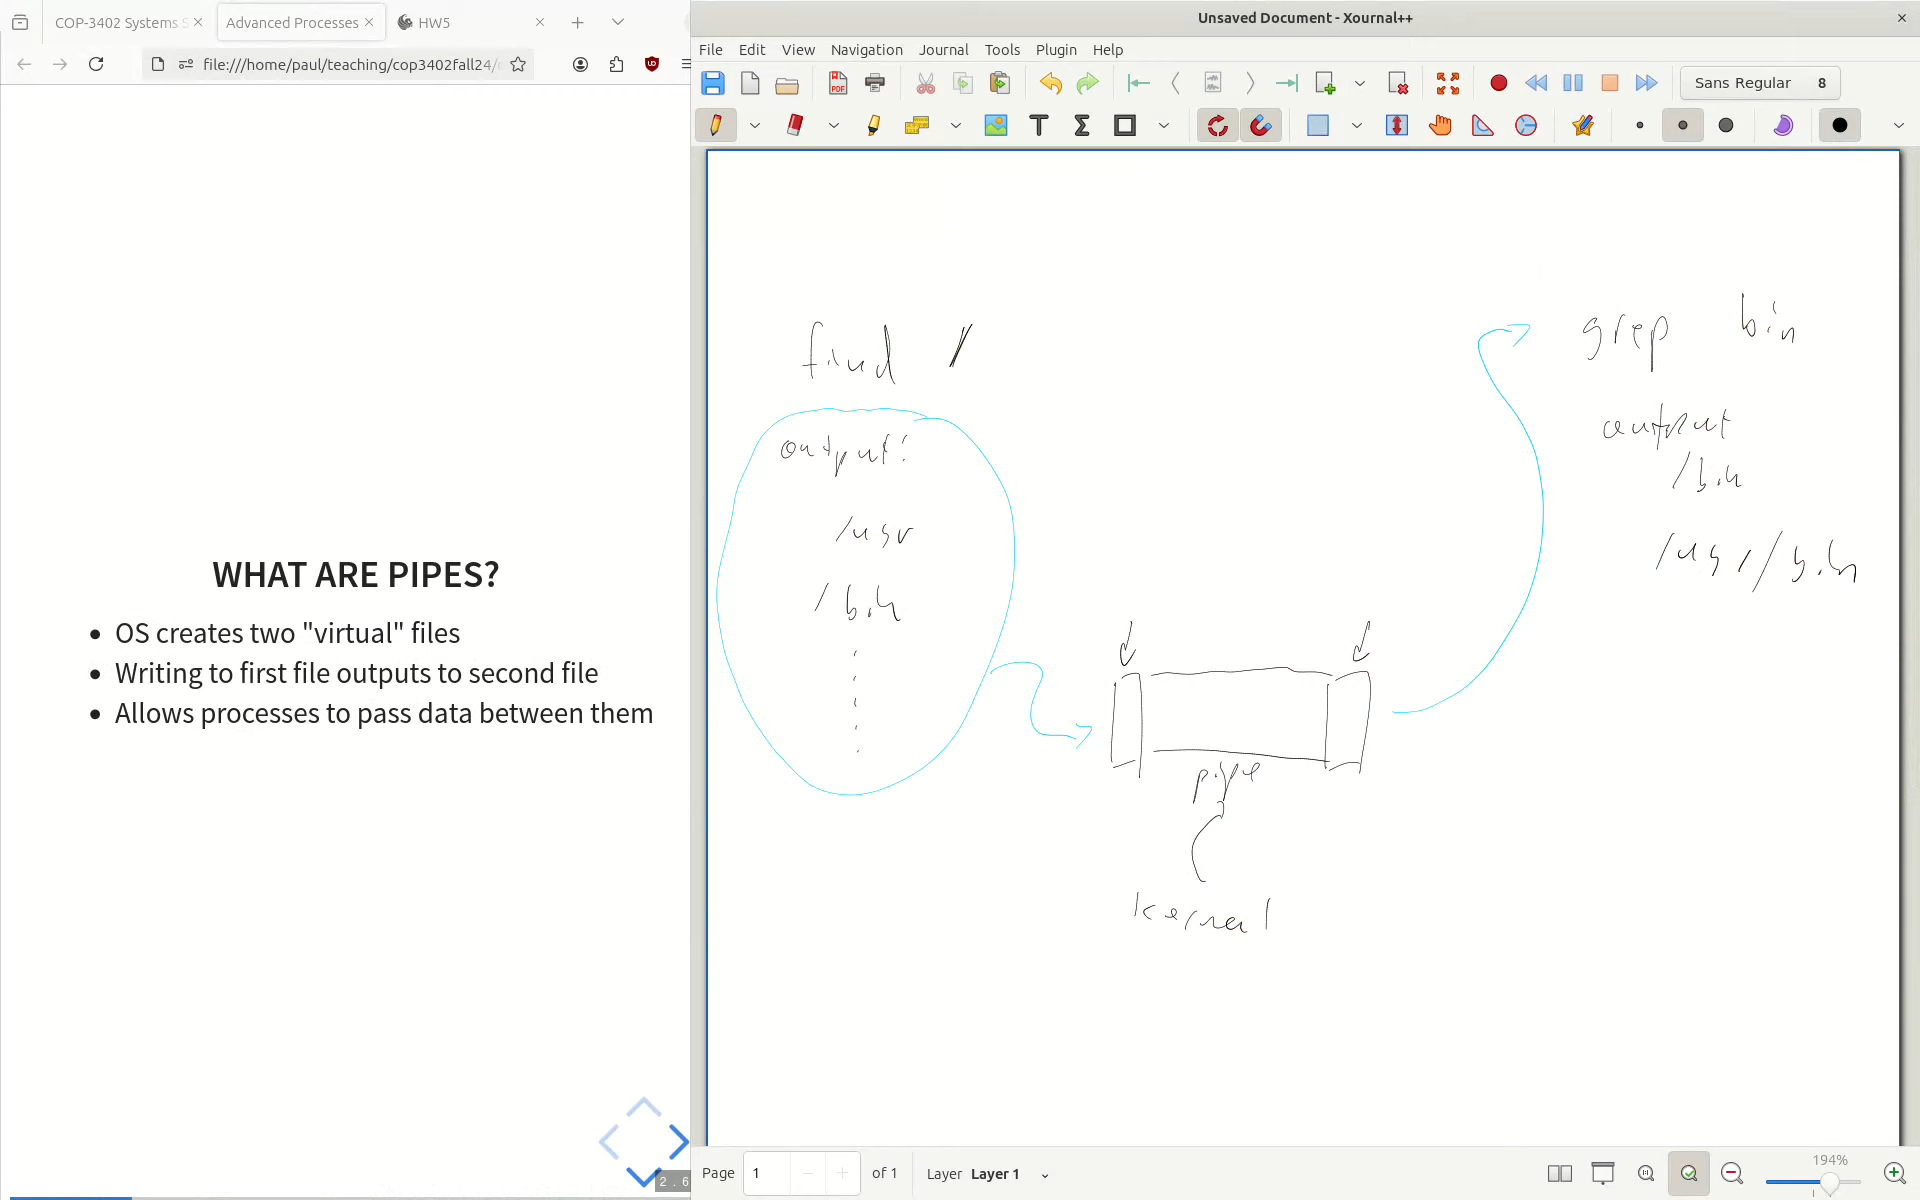 COP-3402 Systems S
Advanced Processes
HW5
file:///home/paul/teaching/cop3402fall24/
WHAT ARE PIPES?
OS creates two "virtual" files
Writing to first file outputs to second file
Allows processes to pass data between them
2.6
Unsaved Document - Xournal++
File Edit View Navigation Journal Tools Plugin Help
PDF
Sans Regular 8
T Σ
find /
output:
/usr
/bin
pipe
kernel
grep bin
output
/bin
/usr/bin
Page 1 of 1 Layer Layer 1
194%